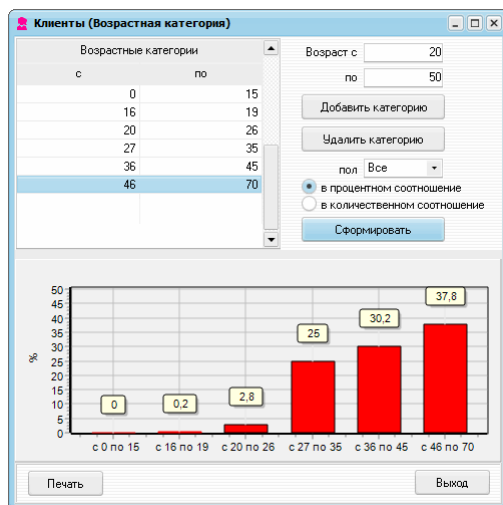 Клиенты (Возрастная категория)
Возрастные категории
с по
0 15
16 19
20 26
27 35
36 45
46 70
Возраст с 20
по 50
Добавить категорию
Удалить категорию
пол Все
в процентном соотношение
в количественном соотношение
Сформировать
%
50
45
40
35
30
25
20
15
10
5
0
0
0,2
2,8
25
30,2
37,8
с 0 по 15 с 16 по 19 с 20 по 26 с 27 по 35 с 36 по 45 с 46 по 70
Печать Выход